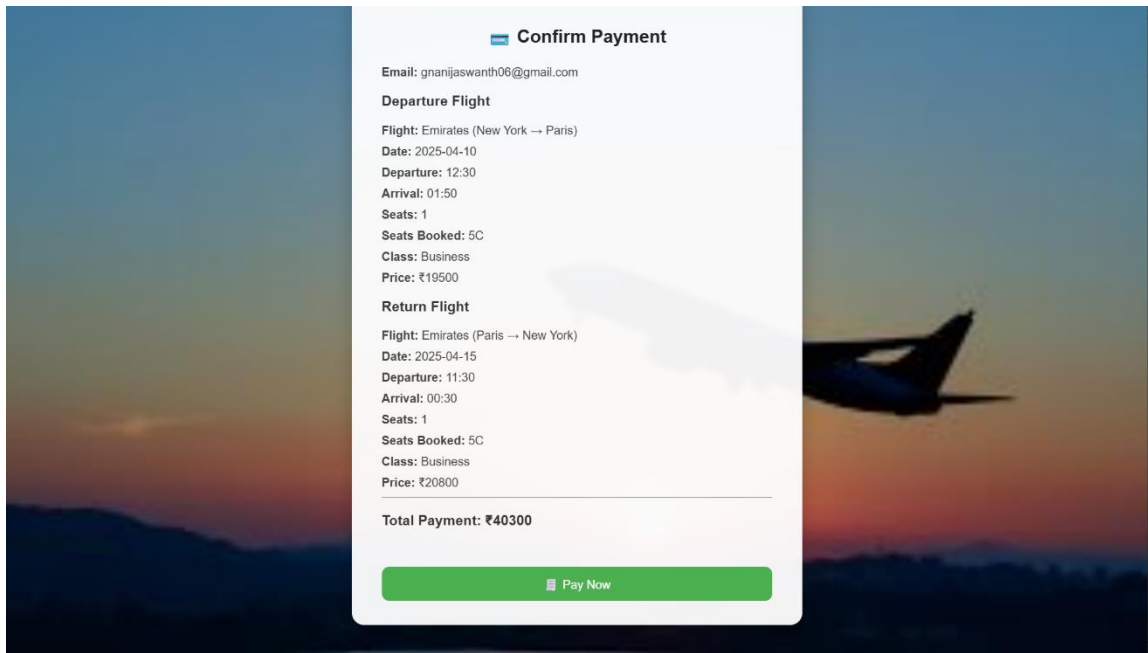 Confirm Payment
Email: gnanijaswanth06@gmail.com
Departure Flight
Flight: Emirates (New York → Paris)
Date: 2025-04-10
Departure: 12:30
Arrival: 01:50
Seats: 1
Seats Booked: 5C
Class: Business
Price: ₹19500
Return Flight
Flight: Emirates (Paris → New York)
Date: 2025-04-15
Departure: 11:30
Arrival: 00:30
Seats: 1
Seats Booked: 5C
Class: Business
Price: ₹20800
Total Payment: ₹40300
Pay Now